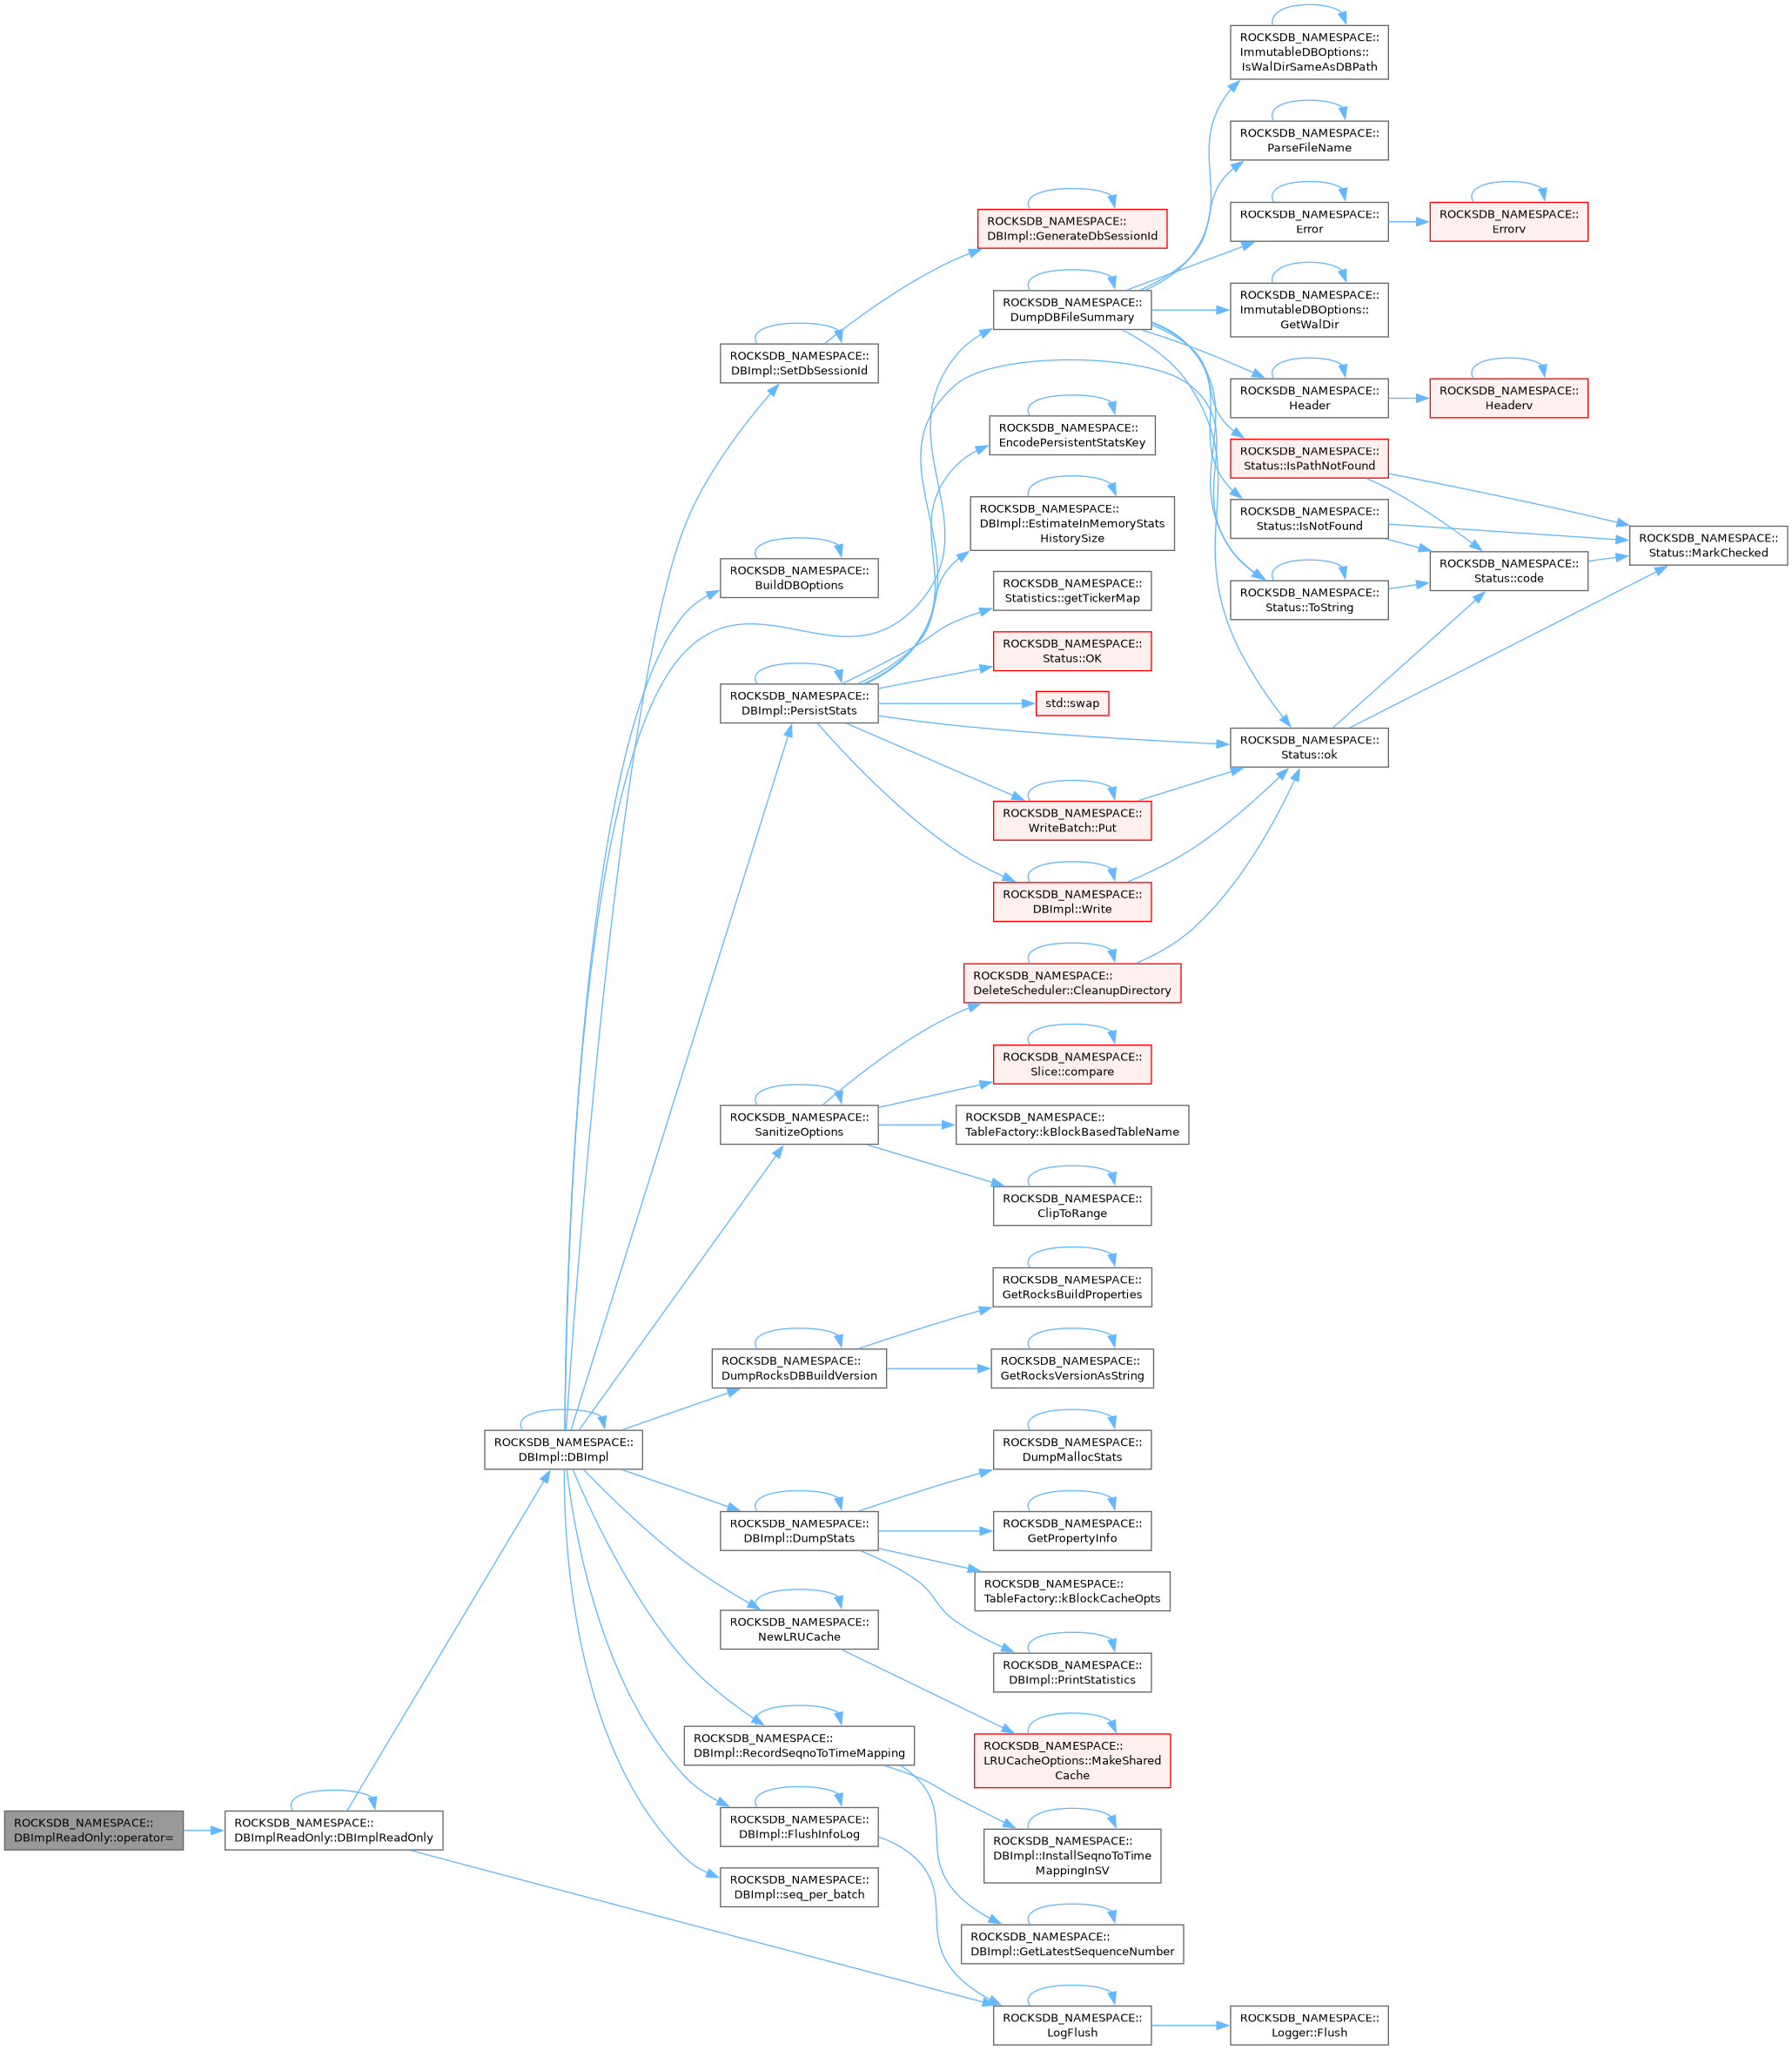 ROCKSDB_NAMESPACE::
ImmutableDBOptions::
IsWalDirSameAsDBPath
ROCKSDB_NAMESPACE::
ParseFileName
ROCKSDB_NAMESPACE::
DBImpl::GenerateDbSessionId
ROCKSDB_NAMESPACE::
Error
ROCKSDB_NAMESPACE::
Errorv
ROCKSDB_NAMESPACE::
DumpDBFileSummary
ROCKSDB_NAMESPACE::
ImmutableDBOptions::
GetWalDir
ROCKSDB_NAMESPACE::
DBImpl::SetDbSessionId
ROCKSDB_NAMESPACE::
Header
ROCKSDB_NAMESPACE::
Headerv
ROCKSDB_NAMESPACE::
EncodePersistentStatsKey
ROCKSDB_NAMESPACE::
Status::IsPathNotFound
ROCKSDB_NAMESPACE::
DBImpl::EstimateInMemoryStats
HistorySize
ROCKSDB_NAMESPACE::
Status::IsNotFound
ROCKSDB_NAMESPACE::
Status::MarkChecked
ROCKSDB_NAMESPACE::
BuildDBOptions
ROCKSDB_NAMESPACE::
Statistics::getTickerMap
ROCKSDB_NAMESPACE::
Status::code
ROCKSDB_NAMESPACE::
Status::ToString
ROCKSDB_NAMESPACE::
Status::OK
ROCKSDB_NAMESPACE::
DBImpl::PersistStats
std::swap
ROCKSDB_NAMESPACE::
Status::ok
ROCKSDB_NAMESPACE::
WriteBatch::Put
ROCKSDB_NAMESPACE::
DBImpl::Write
ROCKSDB_NAMESPACE::
DeleteScheduler::CleanupDirectory
ROCKSDB_NAMESPACE::
Slice::compare
ROCKSDB_NAMESPACE::
SanitizeOptions
ROCKSDB_NAMESPACE::
TableFactory::kBlockBasedTableName
ROCKSDB_NAMESPACE::
ClipToRange
ROCKSDB_NAMESPACE::
GetRocksBuildProperties
ROCKSDB_NAMESPACE::
DumpRocksDBBuildVersion
ROCKSDB_NAMESPACE::
GetRocksVersionAsString
ROCKSDB_NAMESPACE::
DBImpl::DBImpl
ROCKSDB_NAMESPACE::
DumpMallocStats
ROCKSDB_NAMESPACE::
DBImpl::DumpStats
ROCKSDB_NAMESPACE::
GetPropertyInfo
ROCKSDB_NAMESPACE::
TableFactory::kBlockCacheOpts
ROCKSDB_NAMESPACE::
NewLRUCache
ROCKSDB_NAMESPACE::
DBImpl::PrintStatistics
ROCKSDB_NAMESPACE::
DBImpl::RecordSeqnoToTimeMapping
ROCKSDB_NAMESPACE::
LRUCacheOptions::MakeShared
Cache
ROCKSDB_NAMESPACE::
DBImplReadOnly::operator=
ROCKSDB_NAMESPACE::
DBImplReadOnly::DBImplReadOnly
ROCKSDB_NAMESPACE::
DBImpl::FlushInfoLog
ROCKSDB_NAMESPACE::
DBImpl::InstallSeqnoToTime
MappingInSV
ROCKSDB_NAMESPACE::
DBImpl::seq_per_batch
ROCKSDB_NAMESPACE::
DBImpl::GetLatestSequenceNumber
ROCKSDB_NAMESPACE::
LogFlush
ROCKSDB_NAMESPACE::
Logger::Flush